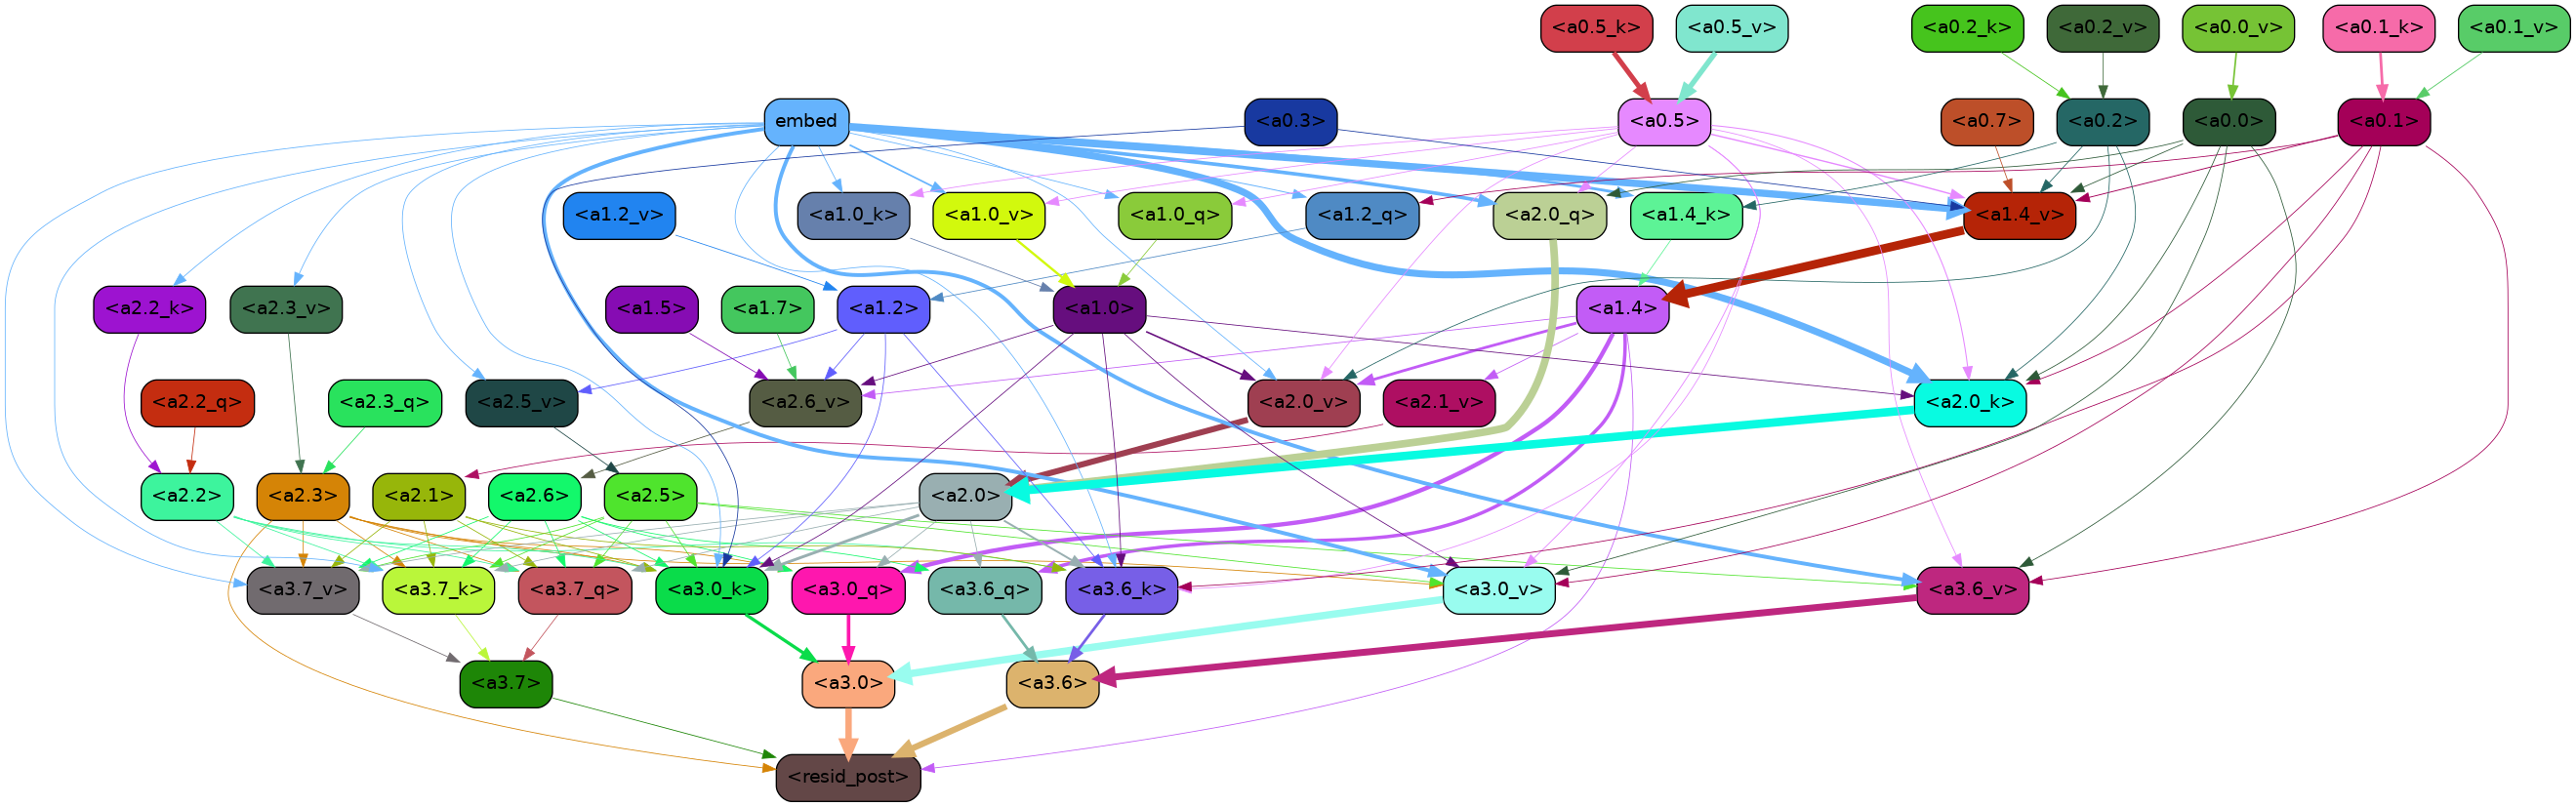 <a0.5_k>
<a0.5_v>
<a0.2_k>
<a0.2_v>
<a0.0_v>
<a0.1_k>
<a0.1_v>
embed
<a0.3>
<a0.5>
<a0.7>
<a0.2>
<a0.0>
<a0.1>
<a1.2_v>
<a1.0_k>
<a1.0_v>
<a1.0_q>
<a1.2_q>
<a2.0_q>
<a1.4_k>
<a1.4_v>
<a2.2_k>
<a2.3_v>
<a1.5>
<a1.7>
<a1.2>
<a1.0>
<a1.4>
<a2.2_q>
<a2.3_q>
<a2.5_v>
<a2.6_v>
<a2.0_v>
<a2.1_v>
<a2.0_k>
<a2.2>
<a2.3>
<a2.1>
<a2.6>
<a2.5>
<a2.0>
<a3.7_v>
<a3.7_k>
<a3.7_q>
<a3.0_k>
<a3.0_q>
<a3.6_q>
<a3.6_k>
<a3.0_v>
<a3.6_v>
<a3.7>
<a3.0>
<a3.6>
<resid_post>